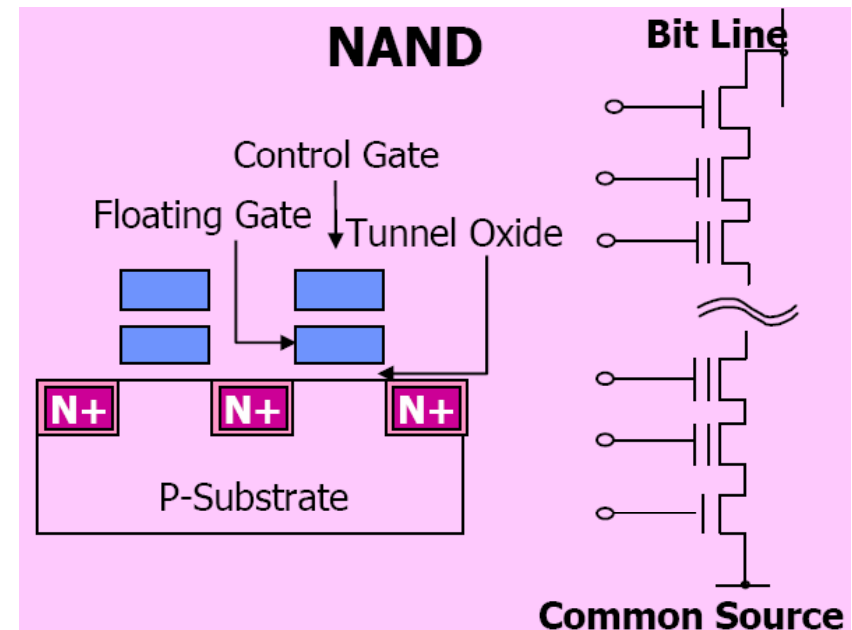 NAND
Bit Line
Control Gate
Floating Gate
Tunnel Oxide
N+ N+ N+
P-Substrate
Common Source